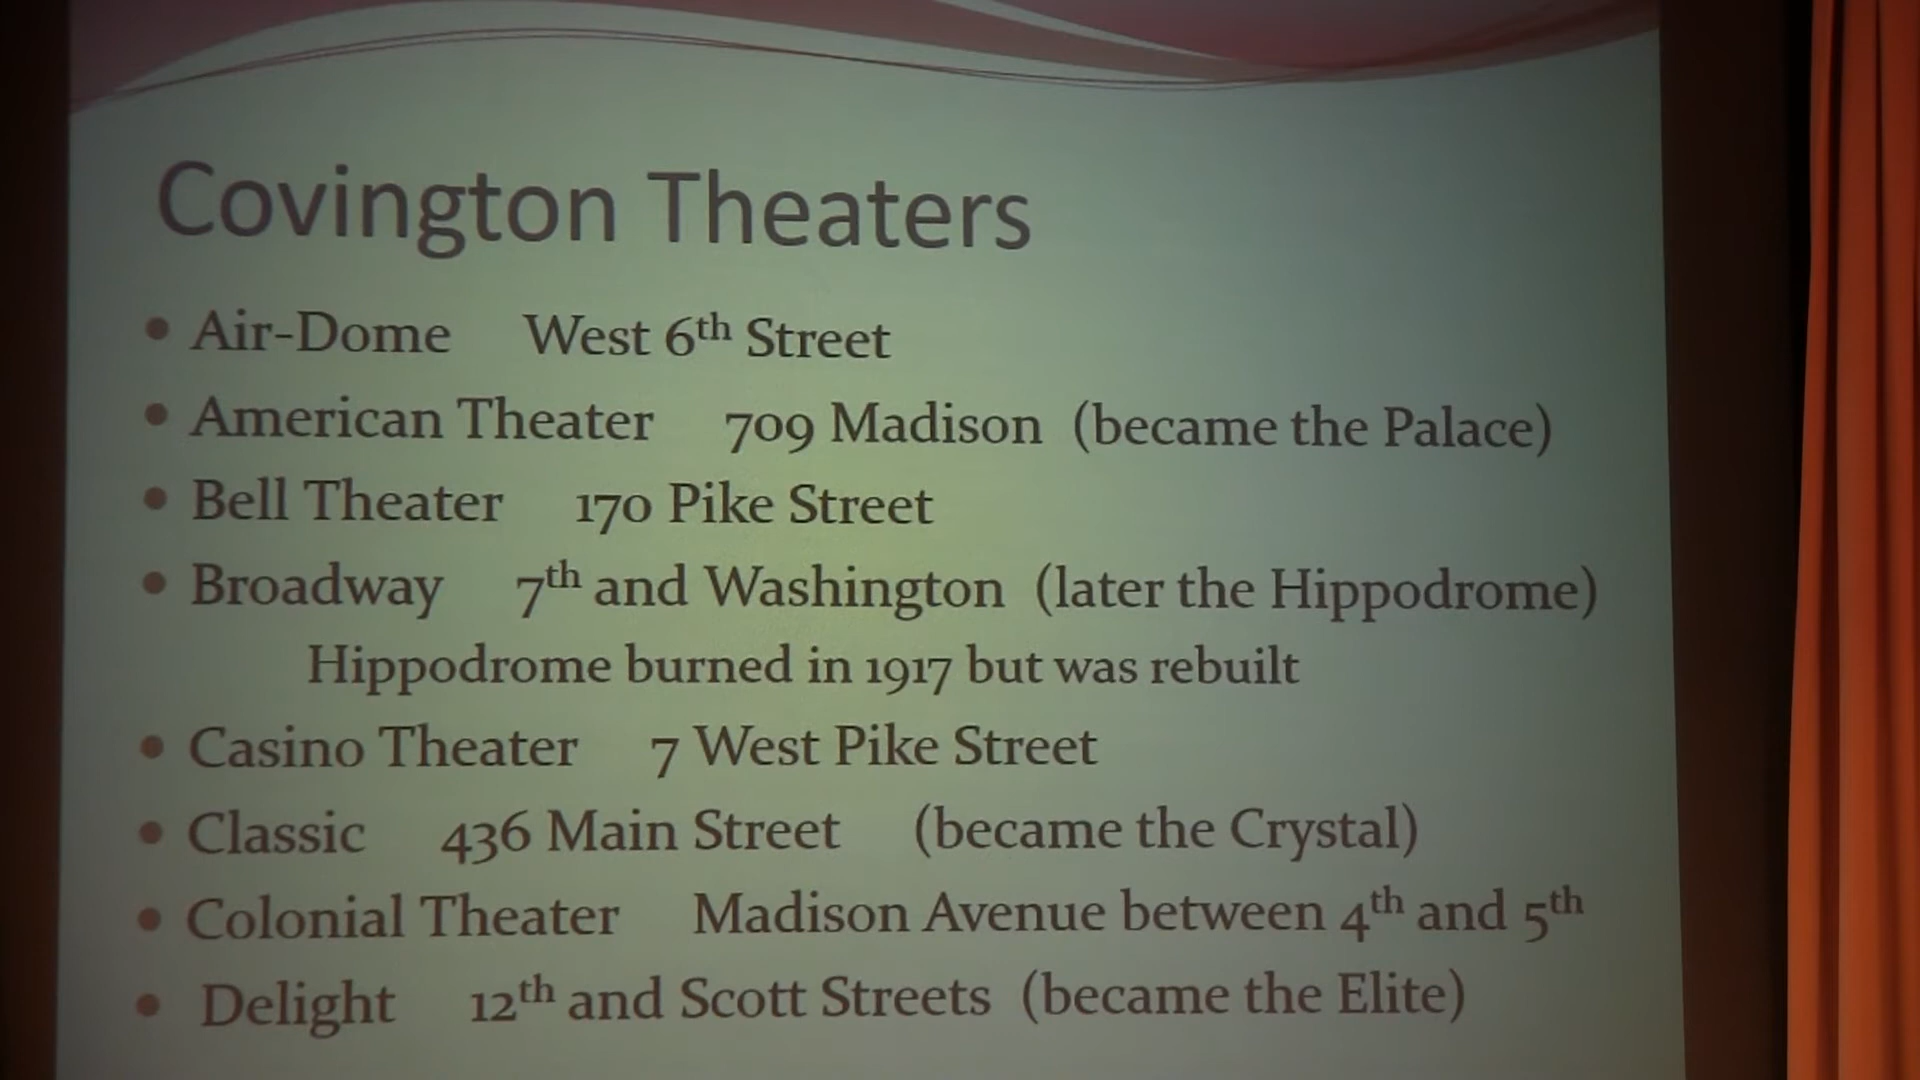 Covington Theaters
• Air-Dome West 6th Street
• American Theater 709 Madison (became the Palace)
• Bell Theater 170 Pike Street
• Broadway 7th and Washington (later the Hippodrome)
Hippodrome burned in 1917 but was rebuilt
• Casino Theater 7 West Pike Street
• Classic 436 Main Street (became the Crystal)
• Colonial Theater Madison Avenue between 4th and 5th
• Delight 12th and Scott Streets (became the Elite)